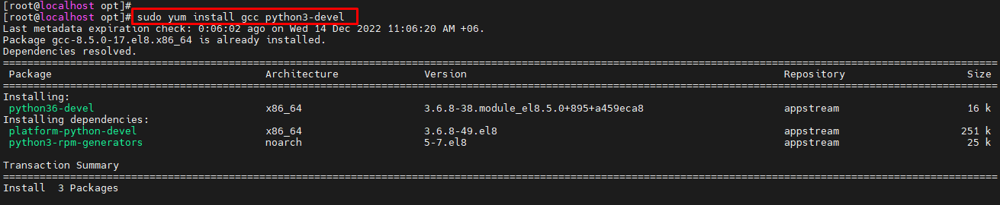 [root@localhost opt]#
[root@localhost opt]# sudo yum install gcc python3-devel
Last metadata expiration check: 0:06:02 ago on Wed 14 Dec 2022 11:06:20 AM +06.
Package gcc-8.5.0-17.el8.x86_64 is already installed.
Dependencies resolved.
================================================================================
Package Architecture Version Repository Size
================================================================================
Installing:
python36-devel x86_64 3.6.8-38.module_el8.5.0+895+a459eca8 appstream 16 k
Installing dependencies:
platform-python-devel x86_64 3.6.8-49.el8 appstream 251 k
python3-rpm-generators noarch 5-7.el8 appstream 25 k
Transaction Summary
================================================================================
Install 3 Packages